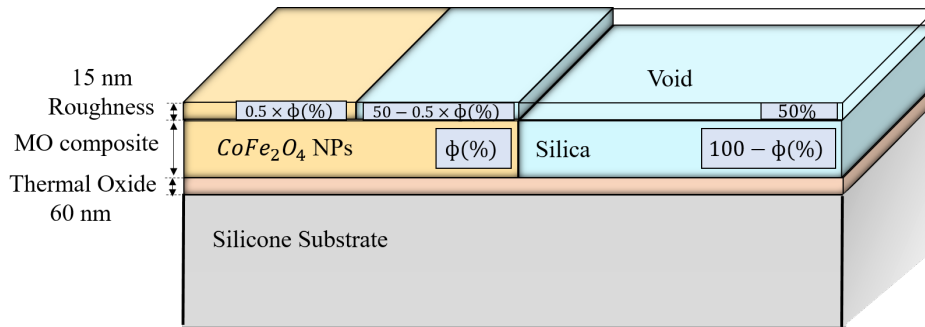 15 nm
Roughness
MO composite
Thermal Oxide
60 nm
Void
0.5 × ϕ(%)
50 − 0.5 × ϕ(%)
50%
CoFe₂O₄ NPs
ϕ(%)
Silica
100 − ϕ(%)
Silicone Substrate